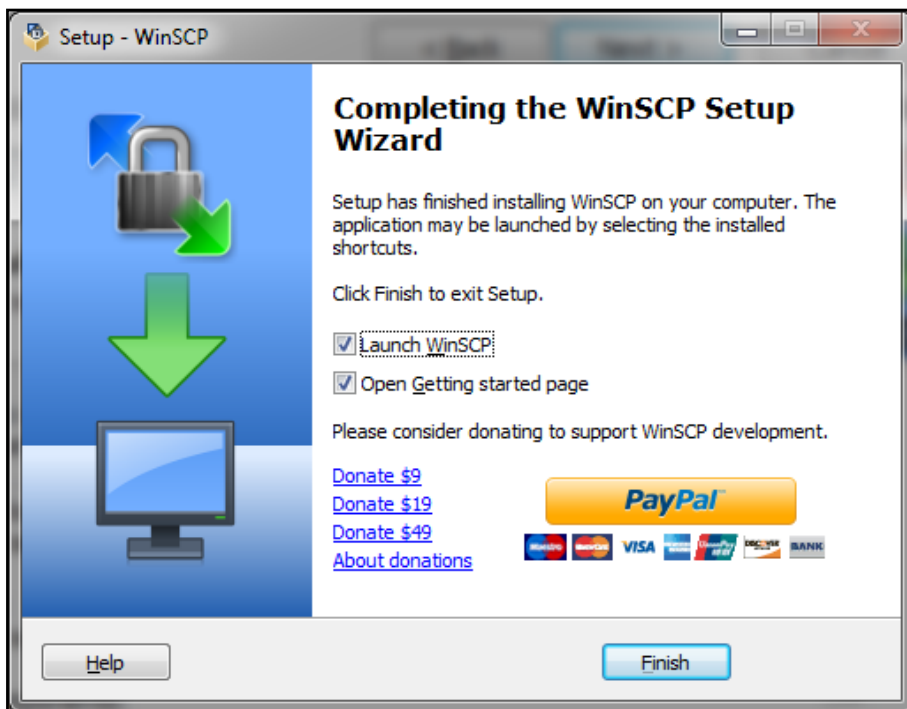 Setup - WinSCP
Completing the WinSCP Setup
Wizard
Setup has finished installing WinSCP on your computer. The
application may be launched by selecting the installed
shortcuts.
Click Finish to exit Setup.
Launch WinSCP
Open Getting started page
Please consider donating to support WinSCP development.
Donate $9
Donate $19
Donate $49
About donations
PayPal
VISA
DISCOVER
BANK
Help
Finish